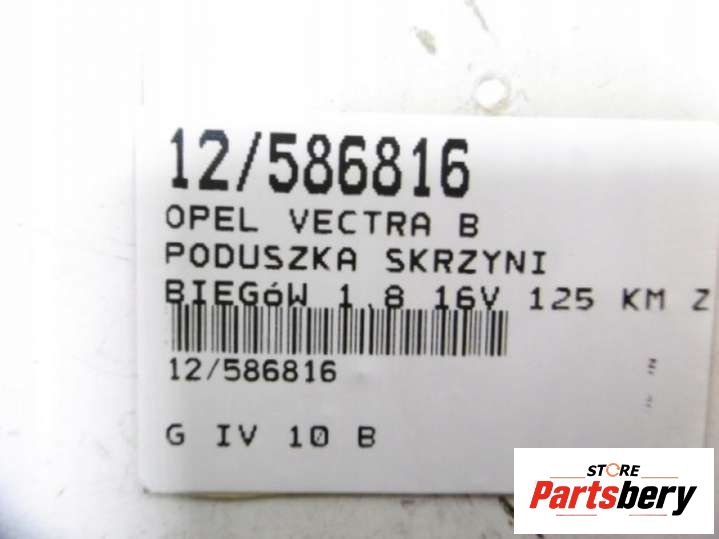 12/586816
OPEL VECTRA B
PODUSZKA SKRZYNI
BIEGóW 1.8 16V 125 KM Z
12/586816
G IV 10 B
STORE
Partsbery